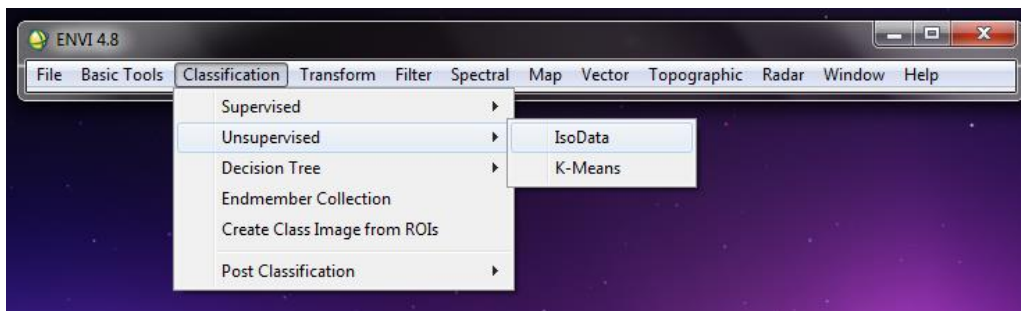 ENVI 4.8
File Basic Tools Classification Transform Filter Spectral Map Vector Topographic Radar Window Help
Supervised
Unsupervised
IsoData
Decision Tree
K-Means
Endmember Collection
Create Class Image from ROIs
Post Classification